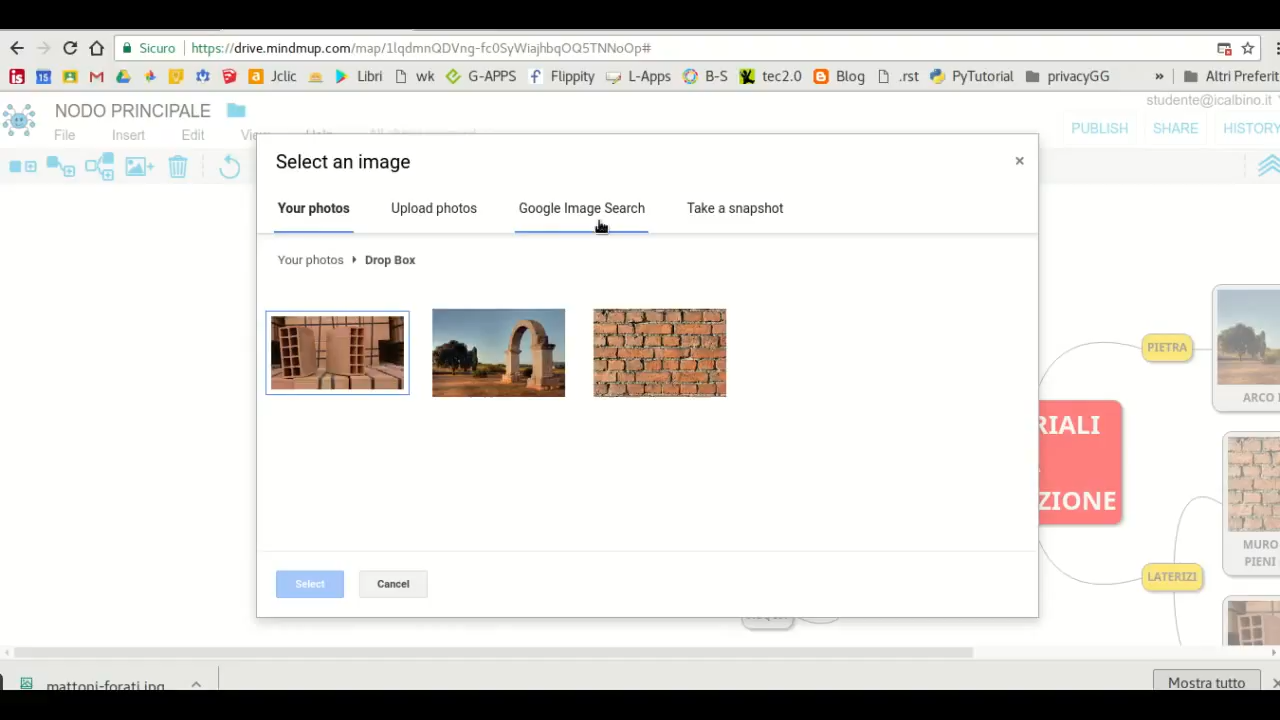 Sicuro https://drive.mindmup.com/map/1lqdmnQDVng-fc0SyWiajhbqOQ5TNNoOp#
Jclic Libri wk G-APPS Flippity L-Apps B-S tec2.0 Blog .rst PyTutorial privacyGG » Altri Preferit
NODO PRINCIPALE
studente@icalbino.it
File Insert Edit View Help
PUBLISH SHARE HISTORY
Select an image ×
Your photos Upload photos Google Image Search Take a snapshot
Your photos Drop Box
PIETRA
ARCO
RIALI
ZIONE
MURO
PIENI
LATERIZI
Select Cancel
mattoni-forati.jpg
Mostra tutto